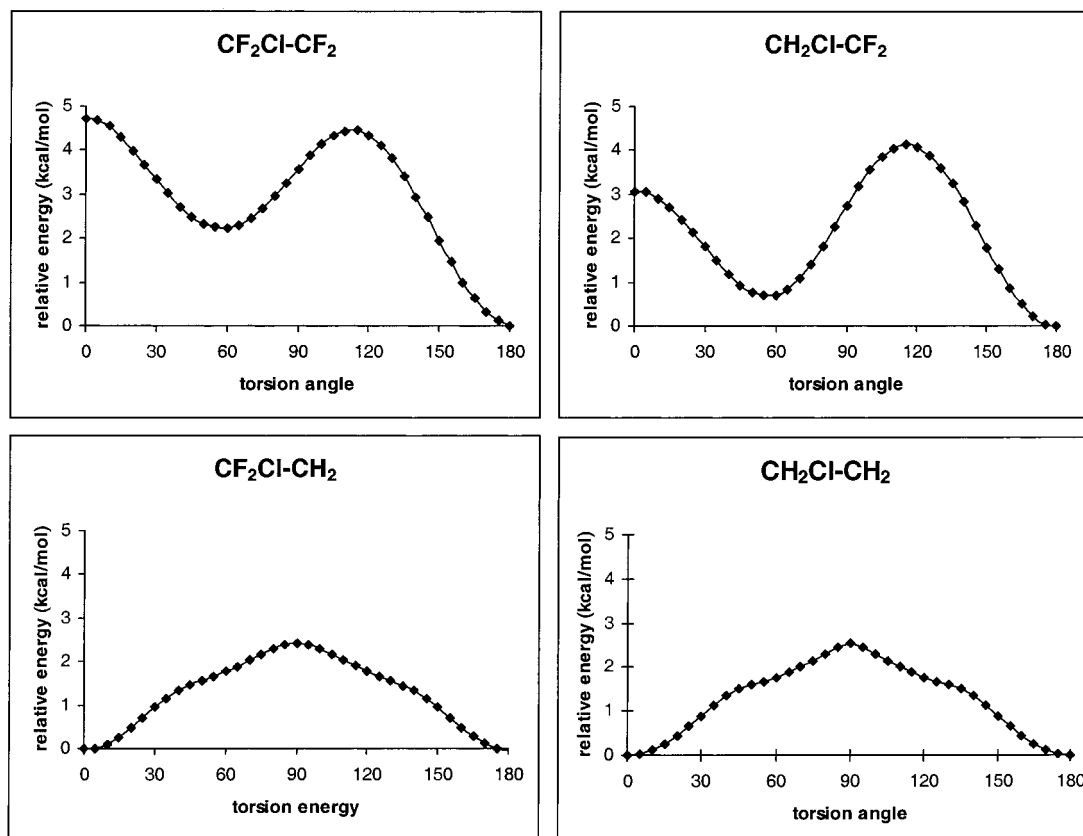 CF₂Cl-CF₂
relative energy (kcal/mol)
5
4
3
2
1
0
0 30 60 90 120 150 180
torsion angle
CH₂Cl-CF₂
relative energy (kcal/mol)
5
4
3
2
1
0
0 30 60 90 120 150 180
torsion angle
CF₂Cl-CH₂
relative energy (kcal/mol)
5
4
3
2
1
0
0 30 60 90 120 150 180
torsion energy
CH₂Cl-CH₂
relative energy (kcal/mol)
5
4
3
2
1
0
0 30 60 90 120 150 180
torsion angle